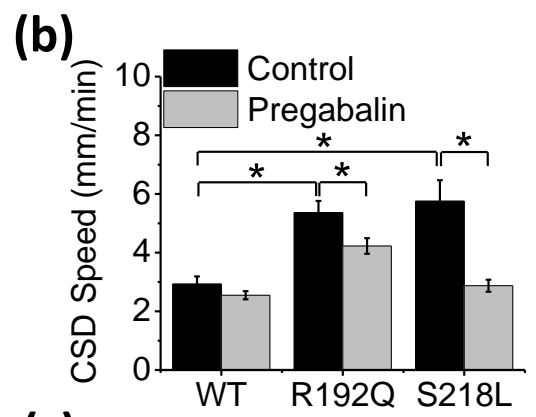 (b)
CSD Speed (mm/min)
10
8
6
4
2
0
Control
Pregabalin
*
*
*
*
WT R192Q S218L